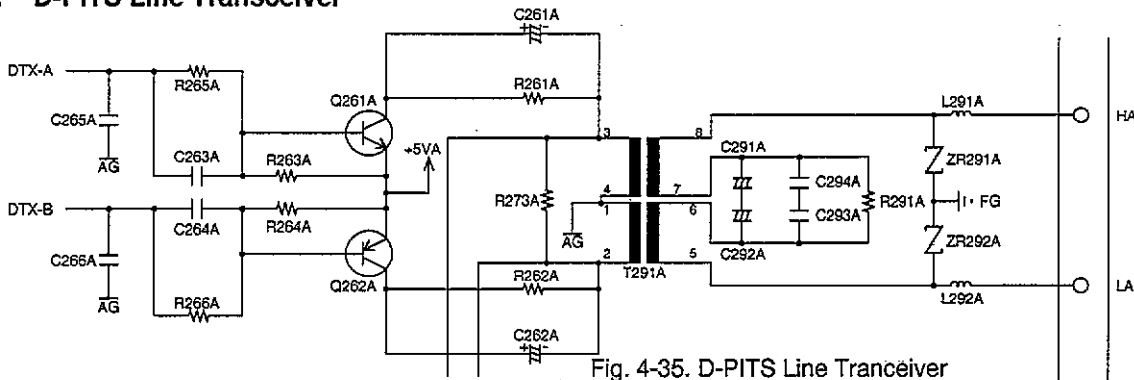 D-PITS Line Transceiver
C261A
+ -
DTX-A
R265A
R261A
Q261A
L291A
HA
C265A
+5VA
3
8
C291A
ZR291A
AG
C263A
R263A
4
7
C294A
R291A
FG
DTX-B
R273A
1
6
C264A
R264A
AG
C293A
ZR292A
C266A
2
5
C292A
T291A
AG
R266A
Q262A
R262A
L292A
LA
C262A
+ -
Fig. 4-35. D-PITS Line Tranceiver